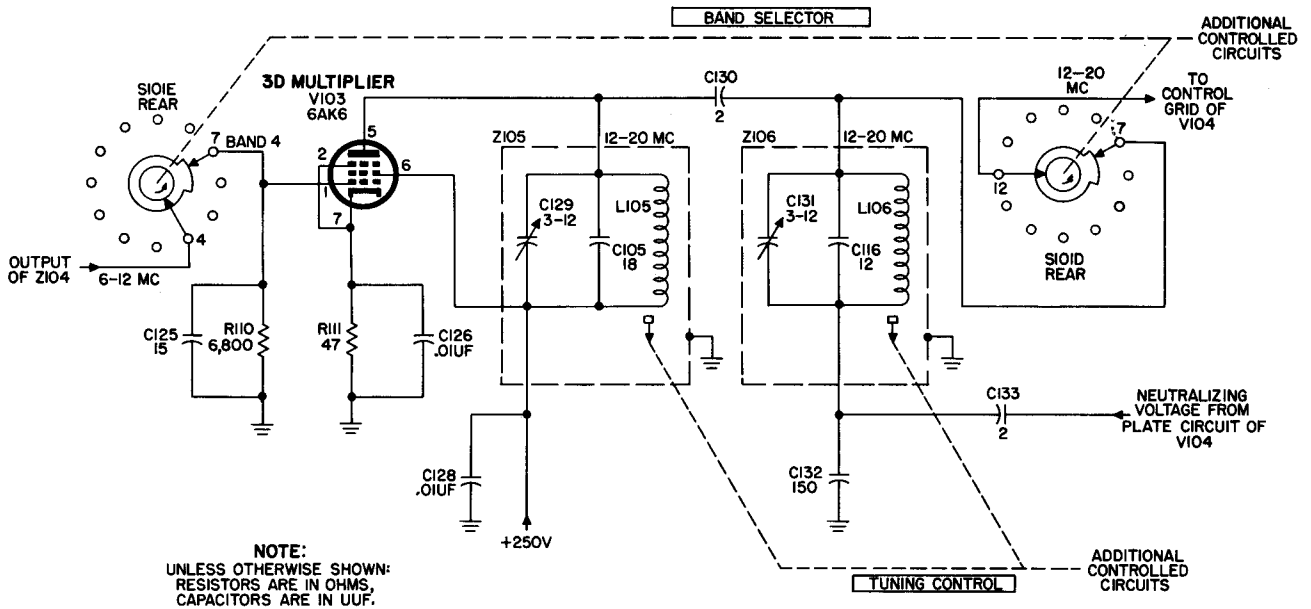 BAND SELECTOR
ADDITIONAL
CONTROLLED
CIRCUITS
3D MULTIPLIER
V103
6AK6
C130
2
12-20
MC
TO
CONTROL
GRID OF
V104
S101E
REAR
7
BAND 4
4
OUTPUT
OF Z104
6-12 MC
5
2
1
6
7
Z105
12-20 MC
C129
3-12
L105
C105
18
Z106
12-20 MC
C131
3-12
L106
C116
12
7
12
S101D
REAR
C125
15
R110
6,800
R111
47
C126
.01UF
C128
.01UF
+250V
C133
2
NEUTRALIZING
VOLTAGE FROM
PLATE CIRCUIT OF
V104
C132
150
NOTE:
UNLESS OTHERWISE SHOWN:
RESISTORS ARE IN OHMS,
CAPACITORS ARE IN UUF.
TUNING CONTROL
ADDITIONAL
CONTROLLED
CIRCUITS